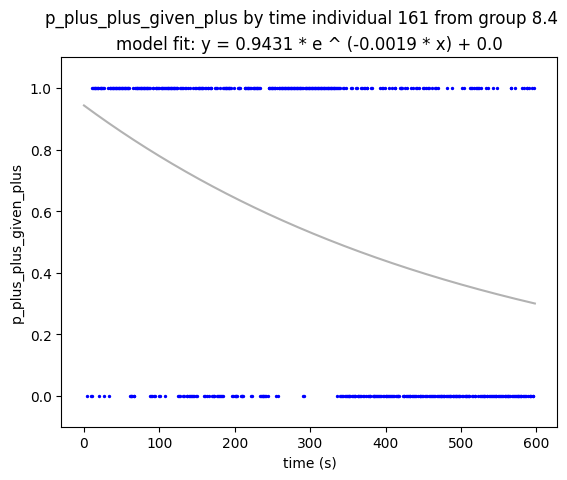 p_plus_plus_given_plus by time individual 161 from group 8.4
model fit: y = 0.9431 * e ^ (-0.0019 * x) + 0.0
p_plus_plus_given_plus
1.0
0.8
0.6
0.4
0.2
0.0
0 100 200 300 400 500 600
time (s)